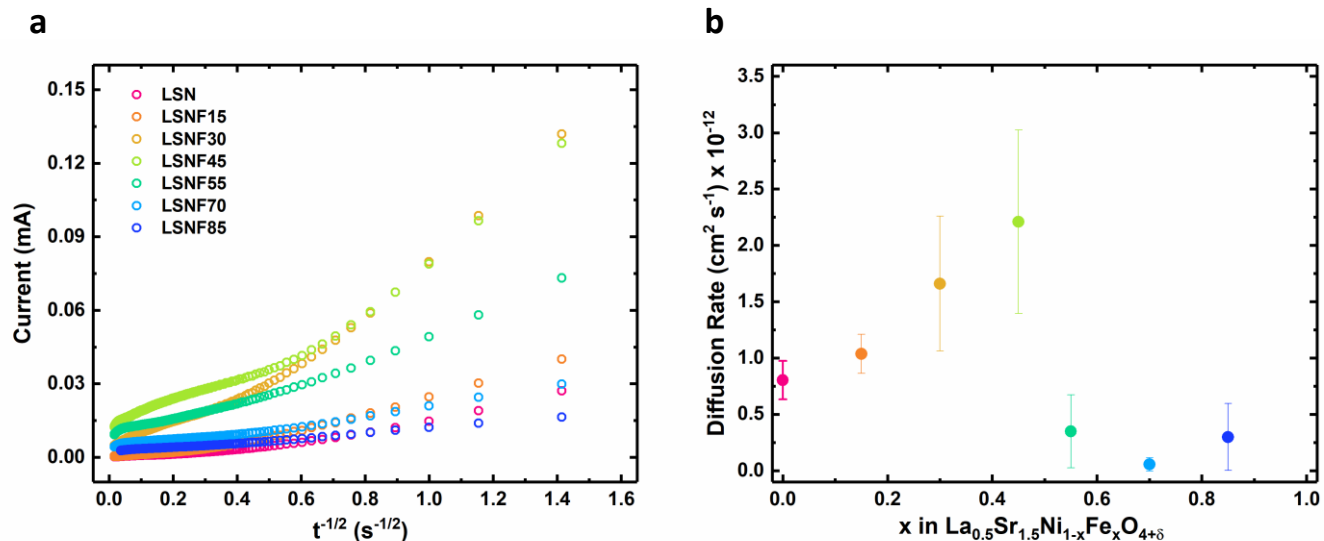 a
Current (mA)
0.15
0.12
0.09
0.06
0.03
0.00
LSN
LSNF15
LSNF30
LSNF45
LSNF55
LSNF70
LSNF85
0.0 0.2 0.4 0.6 0.8 1.0 1.2 1.4 1.6
t⁻¹/² (s⁻¹/²)
b
Diffusion Rate (cm² s⁻¹) x 10⁻¹²
3.5
3.0
2.5
2.0
1.5
1.0
0.5
0.0
0.0 0.2 0.4 0.6 0.8 1.0
x in La₀.₅Sr₁.₅Ni₁₋ₓFeₓO₄₊δ